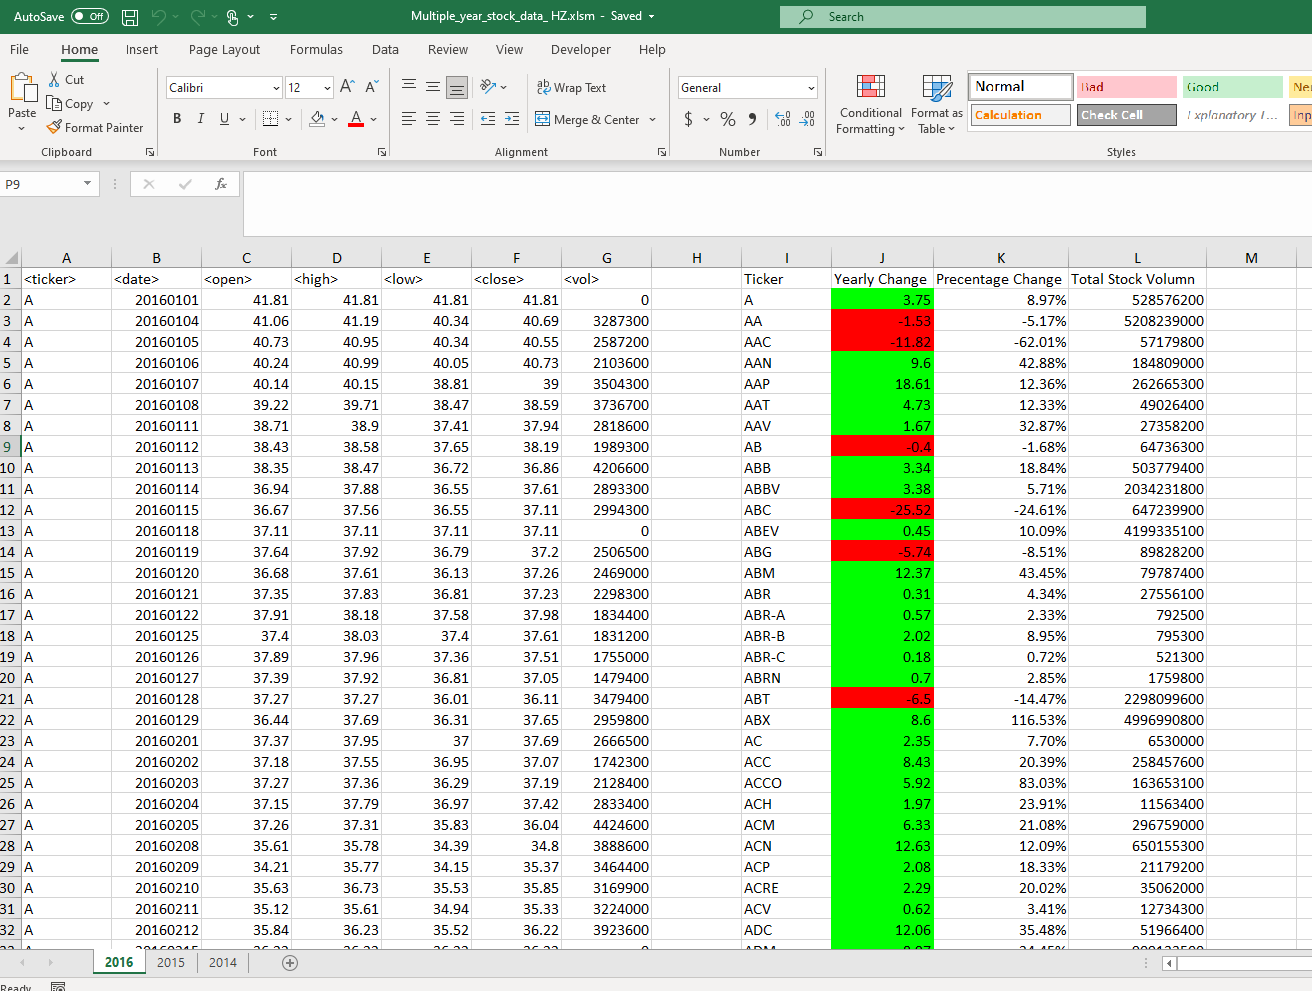 AutoSave Off Multiple_year_stock_data_ HZ.xlsm - Saved Search
File Home Insert Page Layout Formulas Data Review View Developer Help
Paste Cut Copy Format Painter
Calibri 12 B I U A
ab Wrap Text
Merge & Center
General
$ % 9
Conditional Formatting Format as Table
Normal Bad Good
Calculation Check Cell Explanatory T... Inp
Clipboard Font Alignment Number Styles
P9 fx
A B C D E F G H I J K L M
1 <ticker> <date> <open> <high> <low> <close> <vol> Ticker Yearly Change Precentage Change Total Stock Volumn
2 A 20160101 41.81 41.81 41.81 41.81 0 A 3.75 8.97% 528576200
3 A 20160104 41.06 41.19 40.34 40.69 3287300 AA -1.53 -5.17% 5208239000
4 A 20160105 40.73 40.95 40.34 40.55 2587200 AAC -11.82 -62.01% 57179800
5 A 20160106 40.24 40.99 40.05 40.73 2103600 AAN 9.6 42.88% 184809000
6 A 20160107 40.14 40.15 38.81 39 3504300 AAP 18.61 12.36% 262665300
7 A 20160108 39.22 39.71 38.47 38.59 3736700 AAT 4.73 12.33% 49026400
8 A 20160111 38.71 38.9 37.41 37.94 2818600 AAV 1.67 32.87% 27358200
9 A 20160112 38.43 38.58 37.65 38.19 1989300 AB -0.4 -1.68% 64736300
10 A 20160113 38.35 38.47 36.72 36.86 4206600 ABB 3.34 18.84% 503779400
11 A 20160114 36.94 37.88 36.55 37.61 2893300 ABBV 3.38 5.71% 2034231800
12 A 20160115 36.67 37.56 36.55 37.11 2994300 ABC -25.52 -24.61% 647239900
13 A 20160118 37.11 37.11 37.11 37.11 0 ABEV 0.45 10.09% 4199335100
14 A 20160119 37.64 37.92 36.79 37.2 2506500 ABG -5.74 -8.51% 89828200
15 A 20160120 36.68 37.61 36.13 37.26 2469000 ABM 12.37 43.45% 79787400
16 A 20160121 37.35 37.83 36.81 37.23 2298300 ABR 0.31 4.34% 27556100
17 A 20160122 37.91 38.18 37.58 37.98 1834400 ABR-A 0.57 2.33% 792500
18 A 20160125 37.4 38.03 37.4 37.61 1831200 ABR-B 2.02 8.95% 795300
19 A 20160126 37.89 37.96 37.36 37.51 1755000 ABR-C 0.18 0.72% 521300
20 A 20160127 37.39 37.92 36.81 37.05 1479400 ABRN 0.7 2.85% 1759800
21 A 20160128 37.27 37.27 36.01 36.11 3479400 ABT -6.5 -14.47% 2298099600
22 A 20160129 36.44 37.69 36.31 37.65 2959800 ABX 8.6 116.53% 4996990800
23 A 20160201 37.37 37.95 37 37.69 2666500 AC 2.35 7.70% 6530000
24 A 20160202 37.18 37.55 36.95 37.07 1742300 ACC 8.43 20.39% 258457600
25 A 20160203 37.27 37.36 36.29 37.19 2128400 ACCO 5.92 83.03% 163653100
26 A 20160204 37.15 37.79 36.97 37.42 2833400 ACH 1.97 23.91% 11563400
27 A 20160205 37.26 37.31 35.83 36.04 4424600 ACM 6.33 21.08% 296759000
28 A 20160208 35.61 35.78 34.39 34.8 3888600 ACN 12.63 12.09% 650155300
29 A 20160209 34.21 35.77 34.15 35.37 3464400 ACP 2.08 18.33% 21179200
30 A 20160210 35.63 36.73 35.53 35.85 3169900 ACRE 2.29 20.02% 35062000
31 A 20160211 35.12 35.61 34.94 35.33 3224000 ACV 0.62 3.41% 12734300
32 A 20160212 35.84 36.23 35.52 36.22 3923600 ADC 12.06 35.48% 51966400
2016 2015 2014
Ready